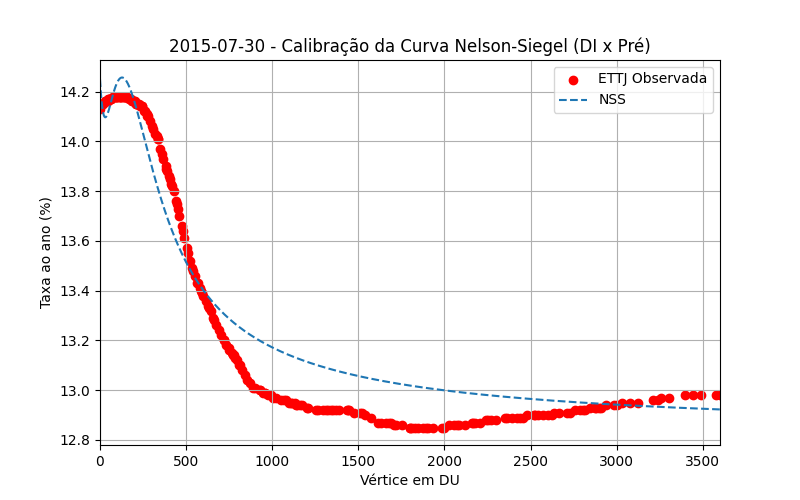 2015-07-30 - Calibração da Curva Nelson-Siegel (DI x Pré)
ETTJ Observada
NSS
Taxa ao ano (%)
14.2
14.0
13.8
13.6
13.4
13.2
13.0
12.8
0 500 1000 1500 2000 2500 3000 3500
Vértice em DU